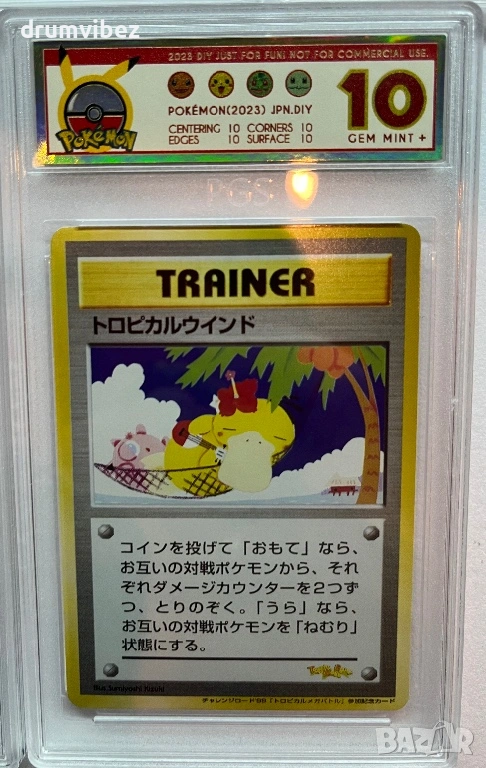 drumvibez
2023 DIY JUST FOR FUN! NOT FOR COMMERCIAL USE.
POKÉMON
POKÉMON(2023) JPN.DIY
CENTERING 10 CORNERS 10
EDGES 10 SURFACE 10
10
GEM MINT +
PGS
TRAINER
トロピカルウインド
コインを投げて「おもて」なら、
お互いの対戦ポケモンから、それ
ぞれダメージカウンターを2つず
つ、とりのぞく。「うら」なら、
お互いの対戦ポケモンを「ねむり」
状態にする。
Illus. Sumiyoshi Kizuki
チャレンジロード'99「トロピカルメガバトル」参加記念カード
BAZAR